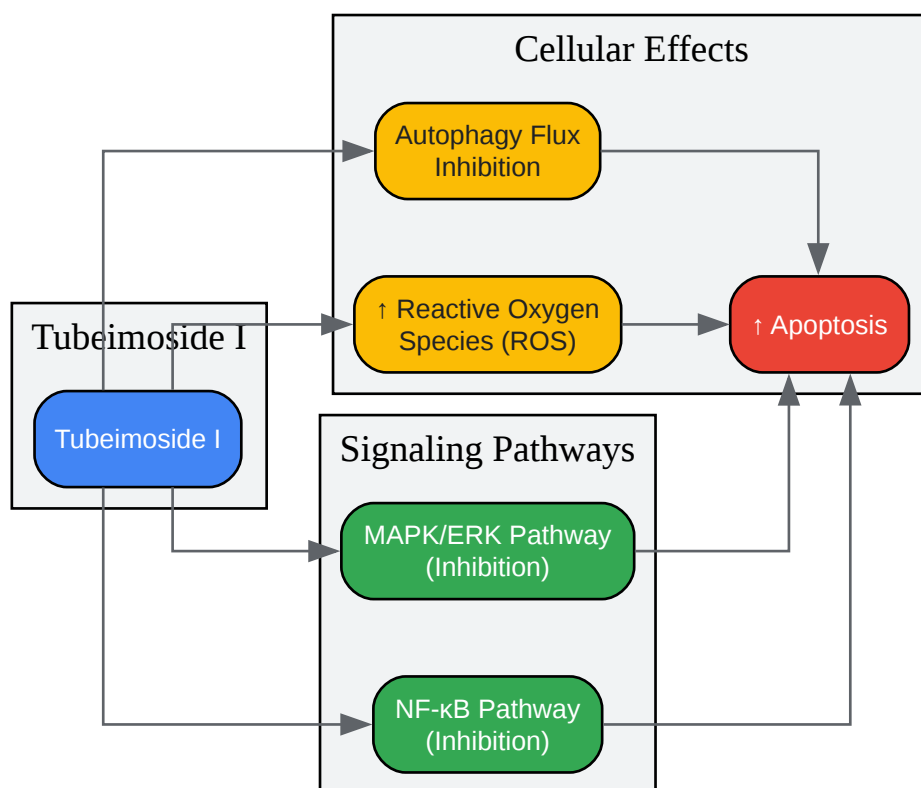 Cellular Effects
Autophagy Flux
Inhibition
↑ Reactive Oxygen
Species (ROS)
↑ Apoptosis
Tubeimoside I
Tubeimoside I
Signaling Pathways
MAPK/ERK Pathway
(Inhibition)
NF-κB Pathway
(Inhibition)